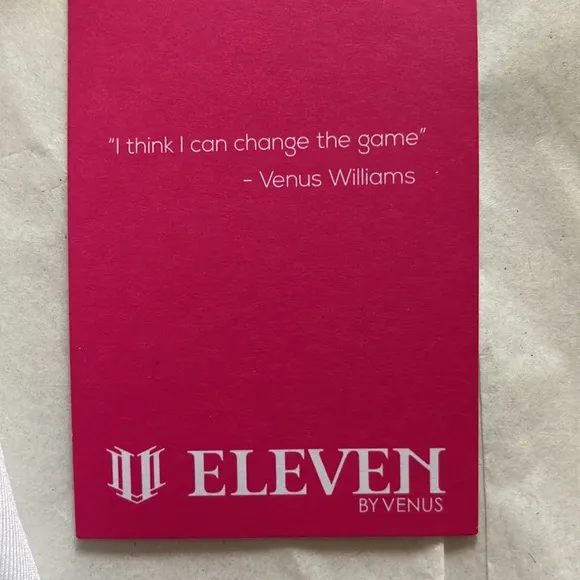 "I think I can change the game"
- Venus Williams
ELEVEN
BY VENUS